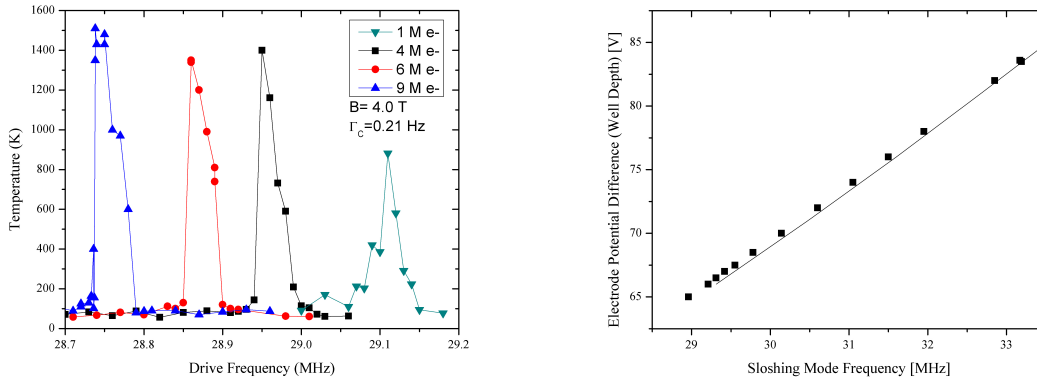 1600
1400
1200
1000
800
600
400
200
0
Temperature (K)
28.7 28.8 28.9 29.0 29.1 29.2
Drive Frequency (MHz)
1 M e-
4 M e-
6 M e-
9 M e-
B= 4.0 T
ΓC=0.21 Hz
85
80
75
70
65
Electrode Potential Difference (Well Depth) [V]
29 30 31 32 33
Sloshing Mode Frequency [MHz]